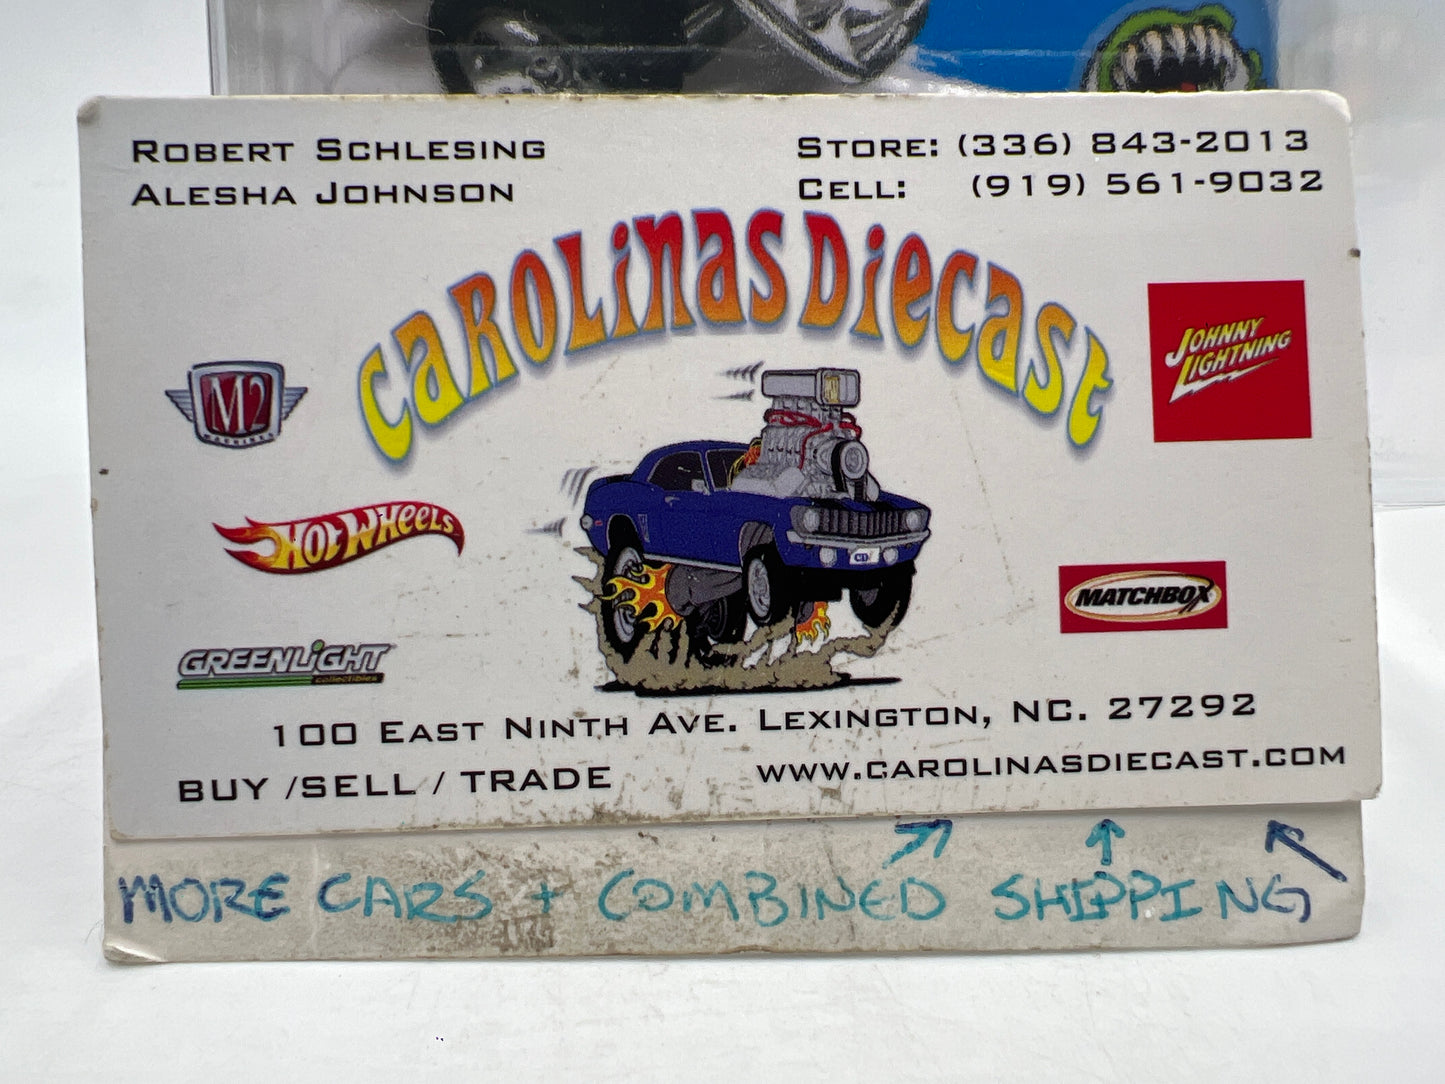 ROBERT SCHLESING
ALESHA JOHNSON
STORE: (336) 843-2013
CELL: (919) 561-9032
CAROLINAS DIECAST
M2
MACHINES
JOHNNY
LIGHTNING
HOT WHEELS
MATCHBOX
GREENLIGHT
collectibles
100 EAST NINTH AVE. LEXINGTON, NC. 27292
BUY /SELL / TRADE
WWW.CAROLINASDIECAST.COM
MORE CARS + COMBINED SHIPPING